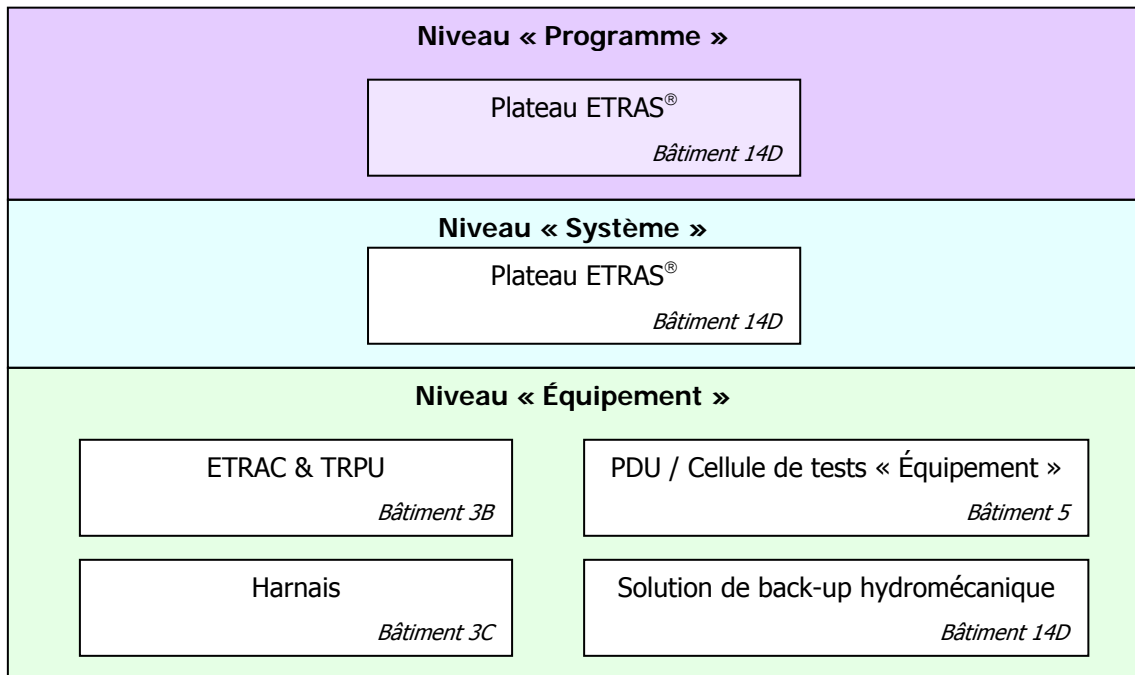 Niveau « Programme »
Plateau ETRAS®
Bâtiment 14D
Niveau « Système »
Plateau ETRAS®
Bâtiment 14D
Niveau « Équipement »
ETRAC & TRPU
Bâtiment 3B
PDU / Cellule de tests « Équipement »
Bâtiment 5
Harnais
Bâtiment 3C
Solution de back-up hydromécanique
Bâtiment 14D